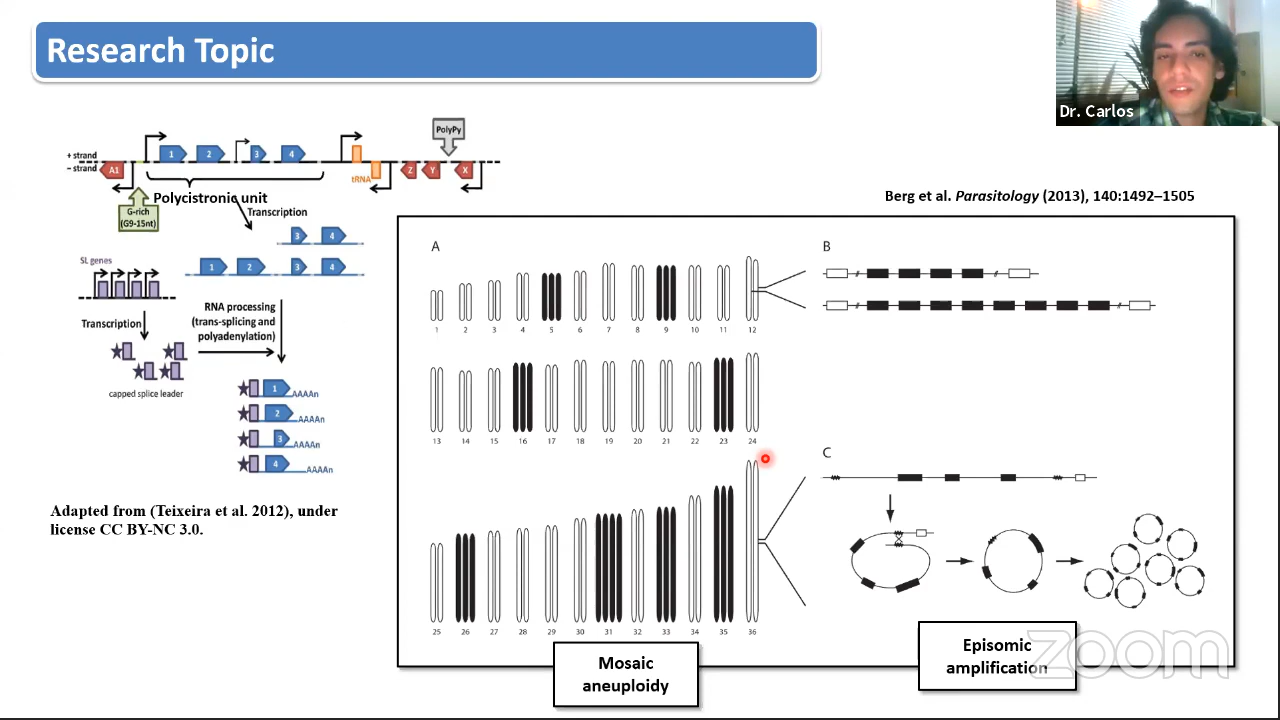 Research Topic
Dr. Carlos
PolyPy
+ strand
– strand
A1
1
2
3
4
tRNA
Z
Y
X
G-rich
(G9-15nt)
Polycistronic unit
Transcription
3
4
SL genes
1
2
3
4
RNA processing
(trans-splicing and
polyadenylation)
Transcription
capped splice leader
1
AAAAn
2
AAAAn
3
AAAAn
4
AAAAn
Adapted from (Teixeira et al. 2012), under
license CC BY-NC 3.0.
Berg et al. Parasitology (2013), 140:1492–1505
A
B
1 2 3 4 5 6 7 8 9 10 11 12
13 14 15 16 17 18 19 20 21 22 23 24
C
25 26 27 28 29 30 31 32 33 34 35 36
Mosaic
aneuploidy
Episomic
amplification
zoom